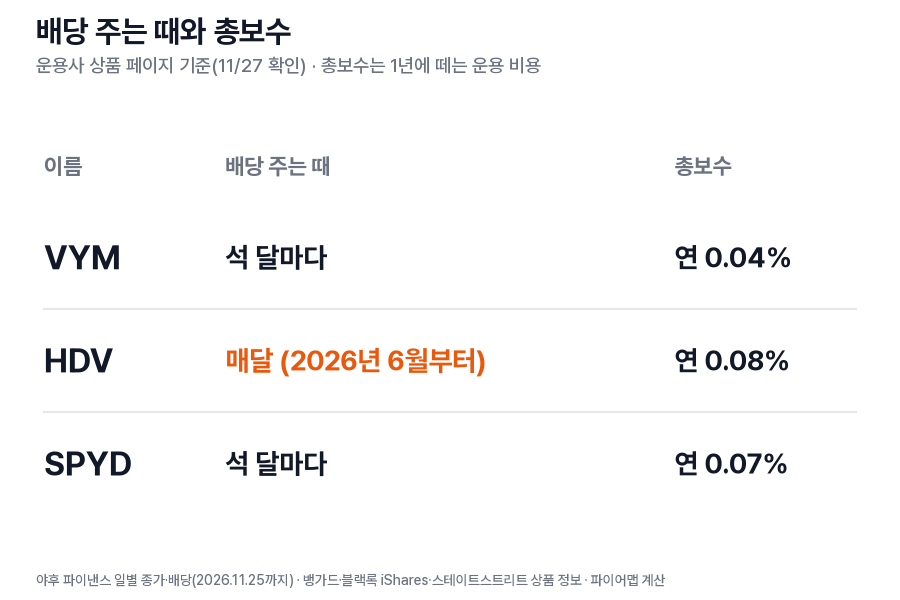 배당 주는 때와 총보수
운용사 상품 페이지 기준(11/27 확인) · 총보수는 1년에 떼는 운용 비용
이름 배당 주는 때 총보수
VYM 석 달마다 연 0.04%
HDV 매달 (2026년 6월부터) 연 0.08%
SPYD 석 달마다 연 0.07%
야후 파이낸스 일별 종가·배당(2026.11.25까지) · 뱅가드·블랙록 iShares·스테이트스트리트 상품 정보 · 파이어맵 계산